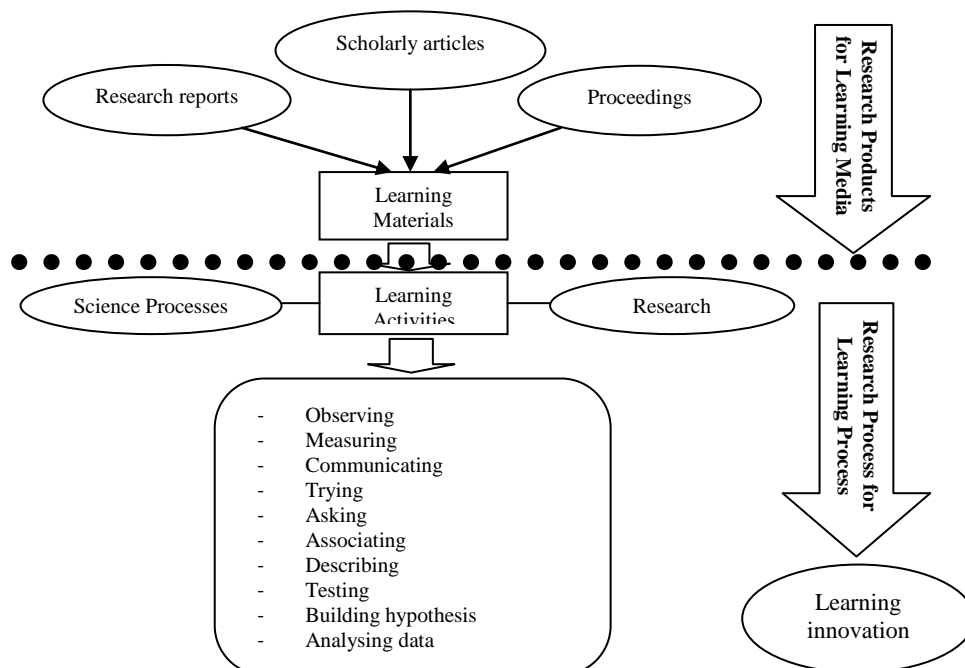 Scholarly articles
Research reports
Proceedings
Learning
Materials
Research Products
for Learning Media
Science Processes
Learning
Activities
Research
Research Process for
Learning Process
- Observing
- Measuring
- Communicating
- Trying
- Asking
- Associating
- Describing
- Testing
- Building hypothesis
- Analysing data
Learning
innovation